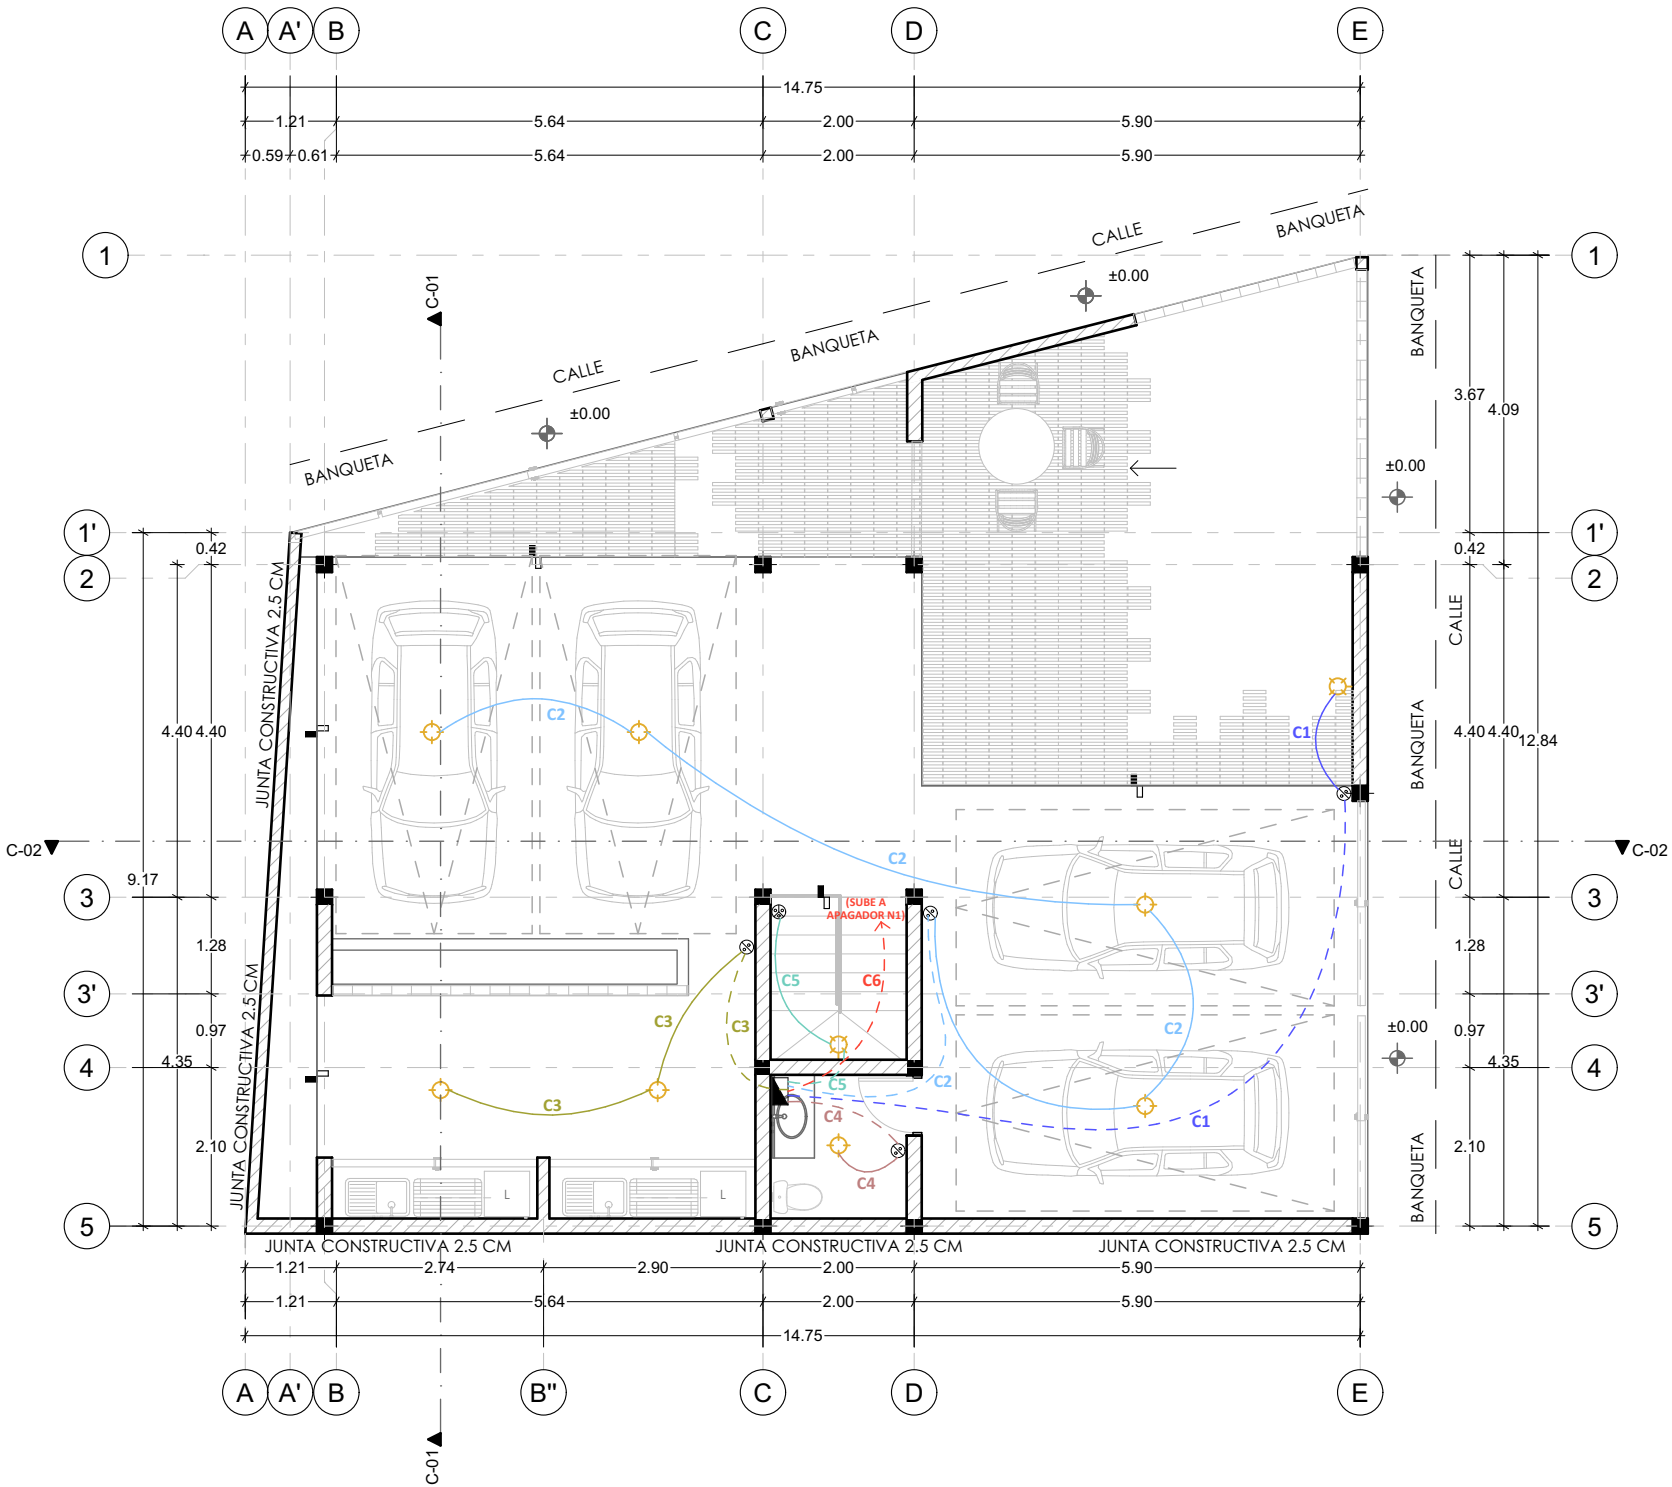 A A' B C D E
14.75
1.21 5.64 2.00 5.90
0.59 0.61 5.64 2.00 5.90
CALLE
BANQUETA
1 1
±0.00
C-01
BANQUETA
BANQUETA
CALLE
±0.00
3.67
4.09
BANQUETA
±0.00
1' 1'
0.42 0.42
2 2
JUNTA CONSTRUCTIVA 2.5 CM
CALLE
C2
C1
4.40 4.40
4.40 4.40
12.84
BANQUETA
C-02 C-02
C2
CALLE
9.17
3 3
(SUBE A
APAGADOR N1)
1.28 1.28
C5 C6
3' 3'
C3 C3
C2
0.97 0.97
±0.00
JUNTA CONSTRUCTIVA 2.5 CM
4.35 4.35
4 4
C5 C2
C3 C4 C1
2.10 2.10
C4
BANQUETA
L L
5 5
JUNTA CONSTRUCTIVA 2.5 CM JUNTA CONSTRUCTIVA 2.5 CM JUNTA CONSTRUCTIVA 2.5 CM
1.21 2.74 2.90 2.00 5.90
1.21 5.64 2.00 5.90
14.75
A A' B B'' C D E
C-01